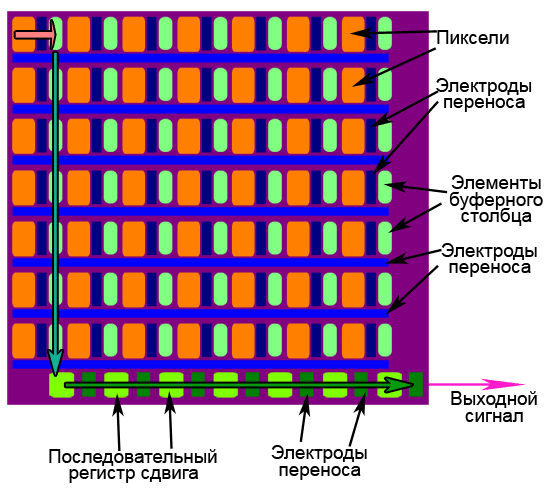 Пиксели
Электроды
переноса
Элементы
буферного
столбца
Электроды
переноса
Выходной
сигнал
Последовательный
регистр сдвига
Электроды
переноса